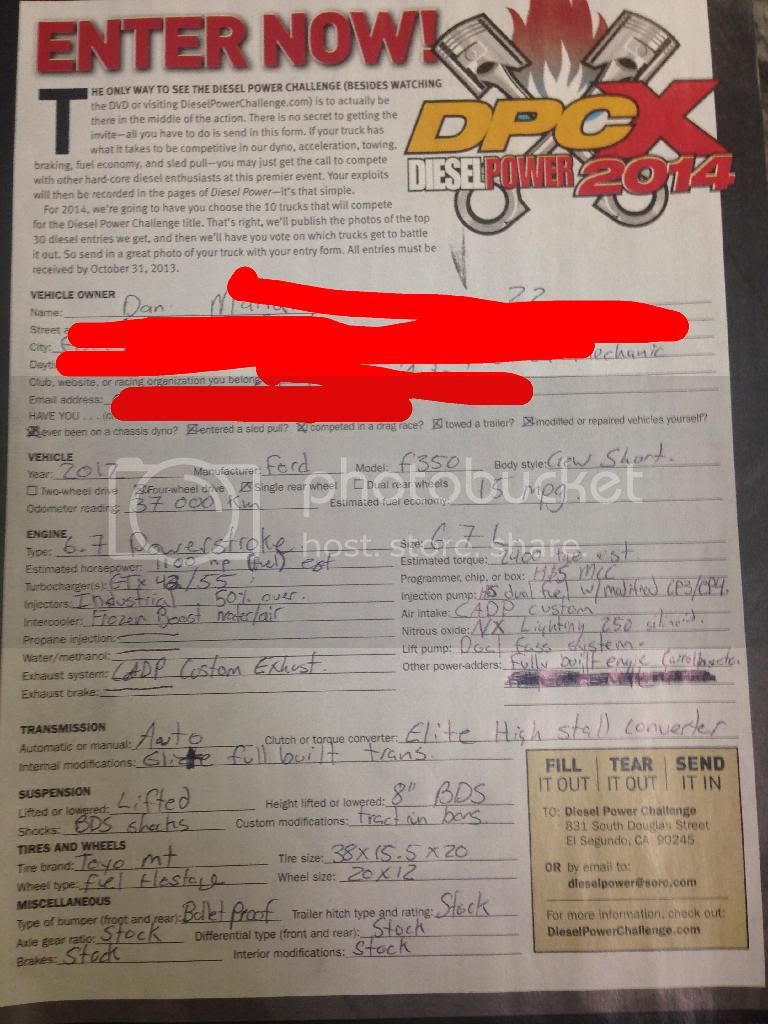 ENTER NOW!
DPCX
DIESEL POWER 2014
THE ONLY WAY TO SEE THE DIESEL POWER CHALLENGE (BESIDES WATCHING
the DVD or visiting DieselPowerChallenge.com) is to actually be
there in the middle of the action. There is no secret to getting the
invite—all you have to do is send in this form. If your truck has
what it takes to be competitive in our dyno, acceleration, towing,
braking, fuel economy, and sled pull—you may just get the call to compete
with other hard-core diesel enthusiasts at this premier event. Your exploits
will then be recorded in the pages of Diesel Power—it's that simple.
For 2014, we're going to have you choose the 10 trucks that will compete
for the Diesel Power Challenge title. That's right, we'll publish the photos of the top
30 diesel entries we get, and then we'll have you vote on which trucks get to battle
it out. So send in a great photo of your truck with your entry form. All entries must be
received by October 31, 2013.
VEHICLE OWNER
Name: Dan
Street
City: mechanic
Club, website, or racing organization you belong
Email address:
HAVE YOU . . .
ever been on a chassis dyno? entered a sled pull? competed in a drag race? towed a trailer? modified or repaired vehicles yourself?
VEHICLE
Year: Manufacturer: Ford Model: f350 Body style: Crew Short.
Two-wheel drive Four-wheel drive Single rear wheel Dual rear wheels
Odometer reading: 37 000 Km Estimated fuel economy: 15 mpg.
photobucket
host. store. share
ENGINE
Type: 6.7 Powerstroke Size: 6.7 L
Estimated horsepower: 1100 hp (fuel) est Estimated torque: 2400 est.
Turbocharger(s): GTX 42/55 Programmer, chip, or box: H&S MCC
Injectors: Industrial 50% over. Injection pump: H&S dual fuel w/modified CP3/CP4.
Intercooler: Frozen Boost water/air Air intake: CADP custom
Propane injection: Nitrous oxide: NX Lighting 250
Water/methanol: Lift pump: fass system.
Exhaust system: CADP Custom Exhust. Other power-adders: Fully built
Exhaust brake:
TRANSMISSION
Automatic or manual: Auto Clutch or torque converter: Elite High stall converter
Internal modifications: full built trans.
SUSPENSION
Lifted or lowered: Lifted Height lifted or lowered: 8" BDS
Shocks: BDS shocks Custom modifications: traction bars.
TIRES AND WHEELS
Tire brand: Toyo mt Tire size: 38X15.5X20
Wheel type: fuel Hostage Wheel size: 20X12
MISCELLANEOUS
Type of bumper (front and rear): Bullet Proof Trailer hitch type and rating: Stock
Axle gear ratio: Stock Differential type (front and rear): Stock
Brakes: Stock Interior modifications: Stock
FILL IT OUT | TEAR IT OUT | SEND IT IN
TO: Diesel Power Challenge
831 South Douglas Street
El Segundo, CA 90245
OR by email to:
dieselpower@sorc.com
For more information, check out:
DieselPowerChallenge.com